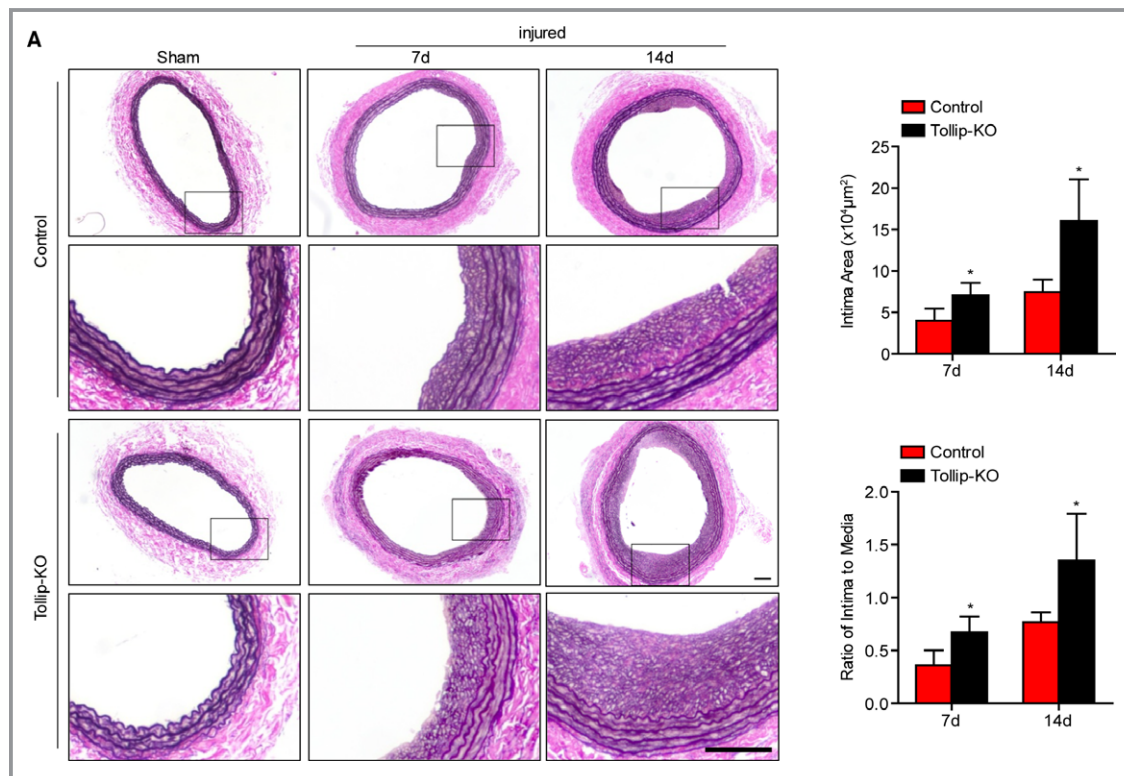 A
injured
Sham
7d
14d
Control
Tollip-KO
Control
Tollip-KO
Intima Area (x10⁴μm²)
25
20
15
10
5
0
*
*
7d
14d
Control
Tollip-KO
Ratio of Intima to Media
2.0
1.5
1.0
0.5
0.0
*
*
7d
14d